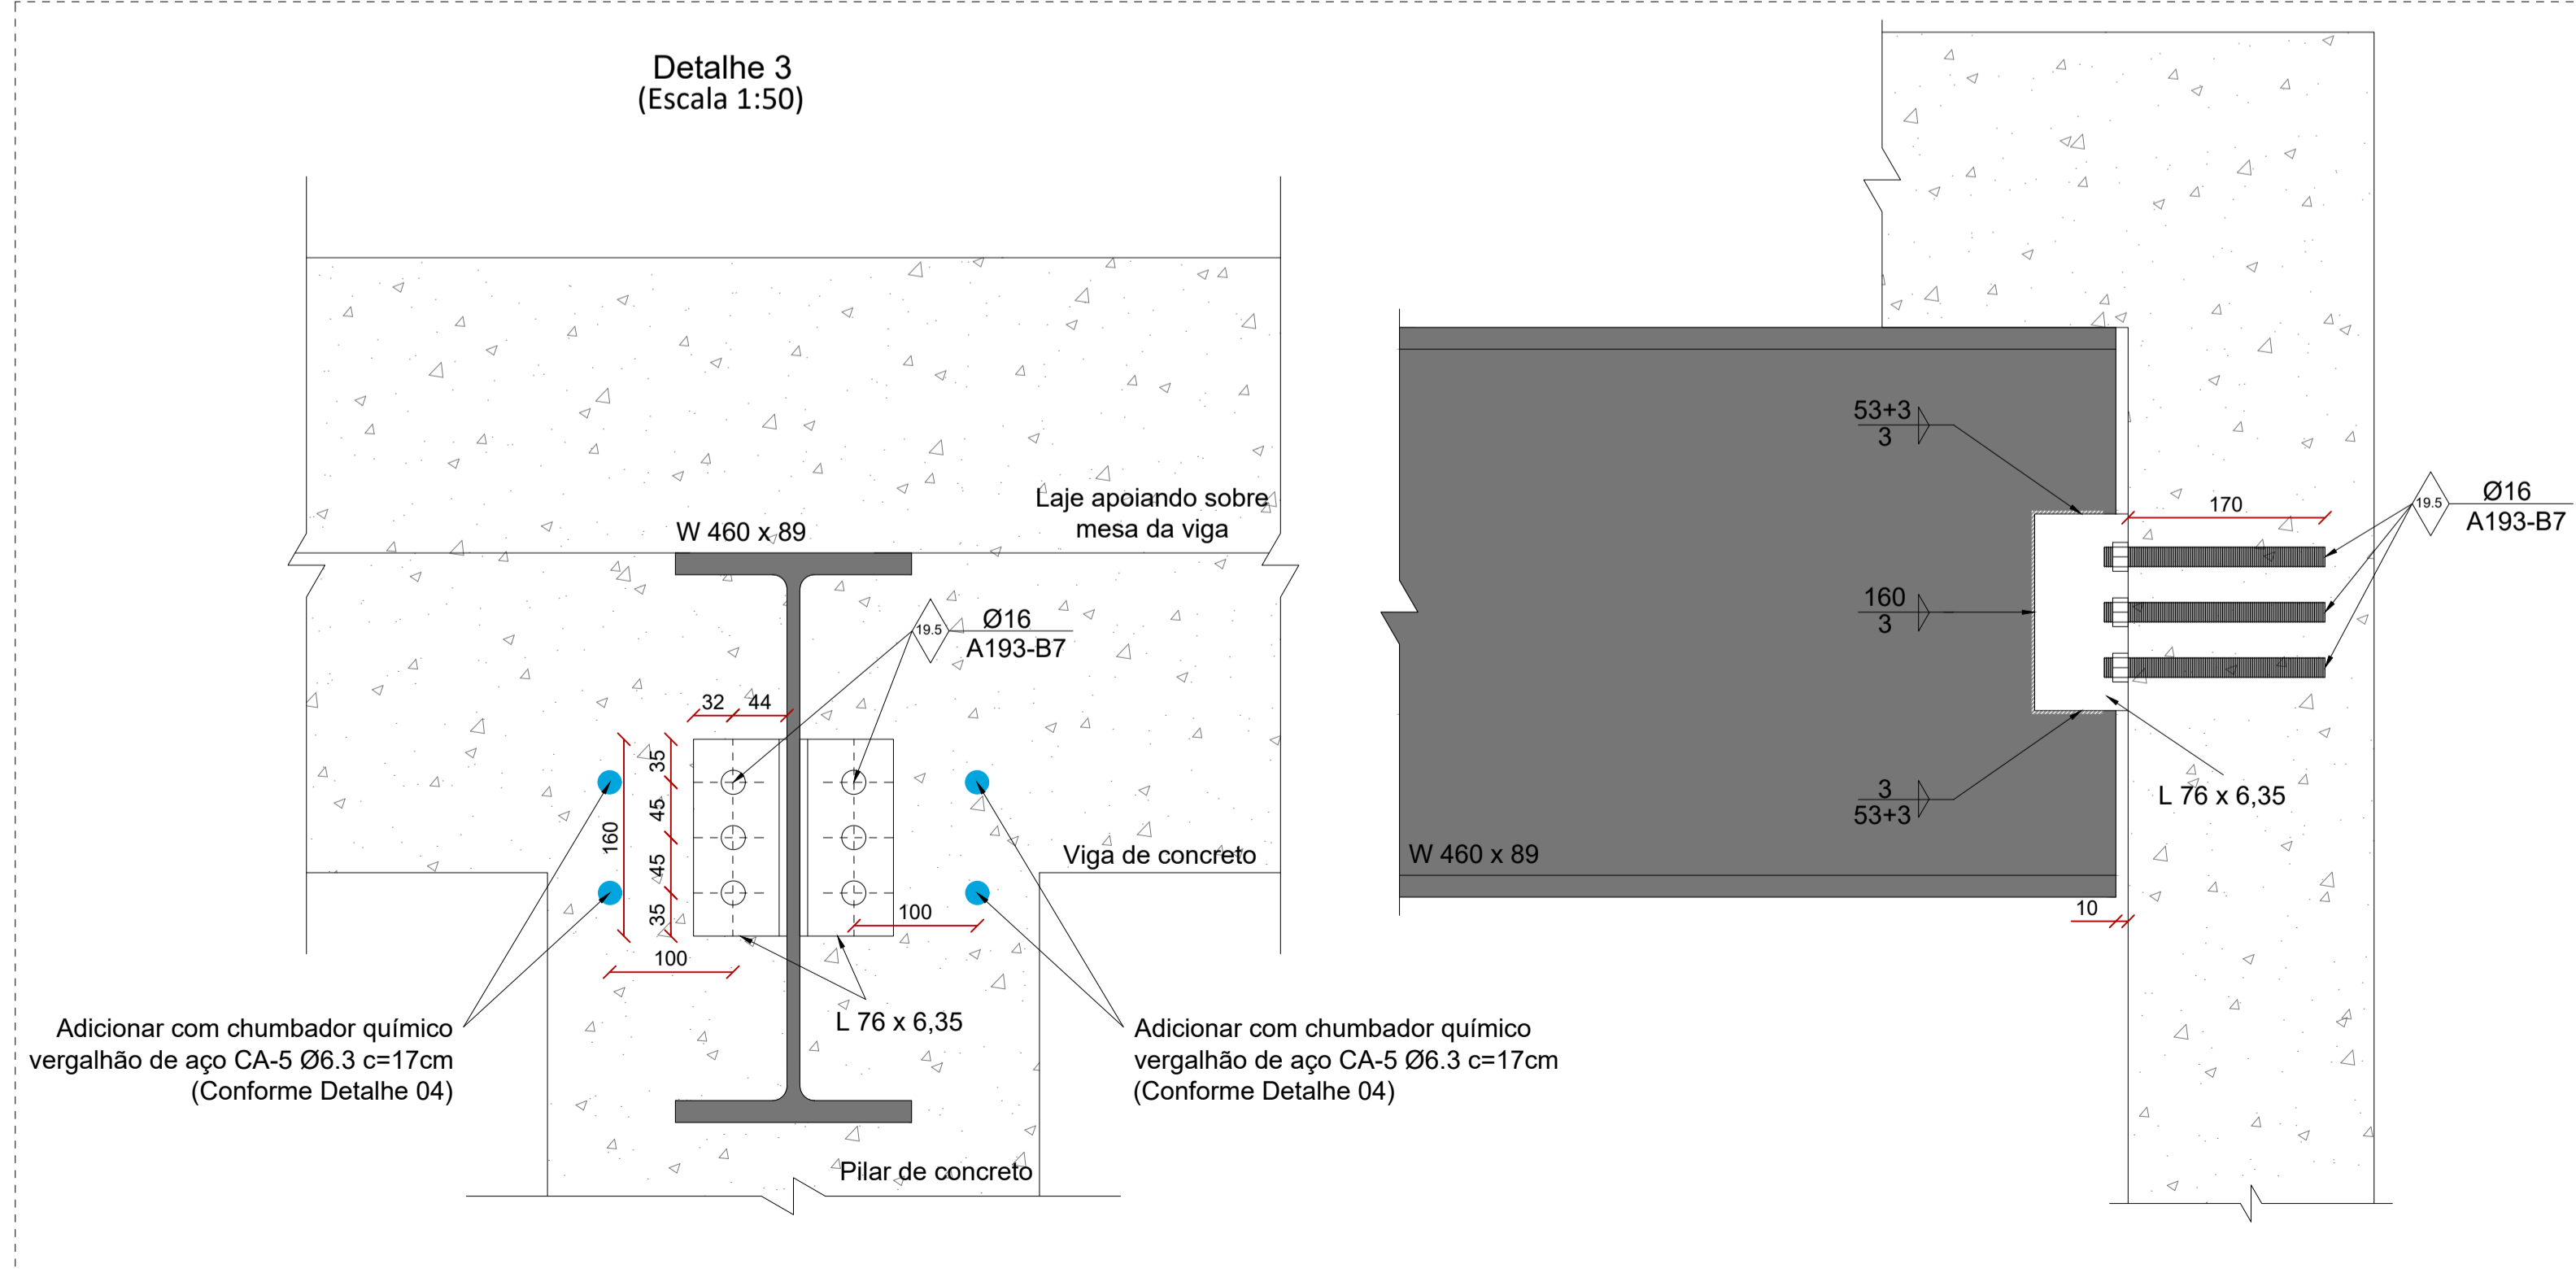 Detalhe 3
(Escala 1:50)
Laje apoiando sobre
mesa da viga
W 460 x 89
19.5
Ø16
A193-B7
32
44
35
45
45
35
160
100
100
Viga de concreto
L 76 x 6,35
Adicionar com chumbador químico
vergalhão de aço CA-5 Ø6.3 c=17cm
(Conforme Detalhe 04)
Adicionar com chumbador químico
vergalhão de aço CA-5 Ø6.3 c=17cm
(Conforme Detalhe 04)
Pilar de concreto
53+3
3
170
19.5
Ø16
A193-B7
160
3
3
53+3
L 76 x 6,35
W 460 x 89
10